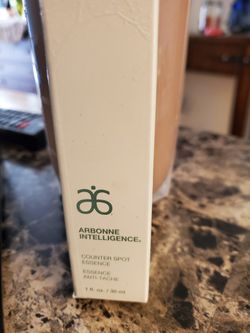 ARBONNE
INTELLIGENCE®
COUNTER SPOT
ESSENCE
ESSENCE
ANTI-TACHE
1 fl. oz. / 30 ml